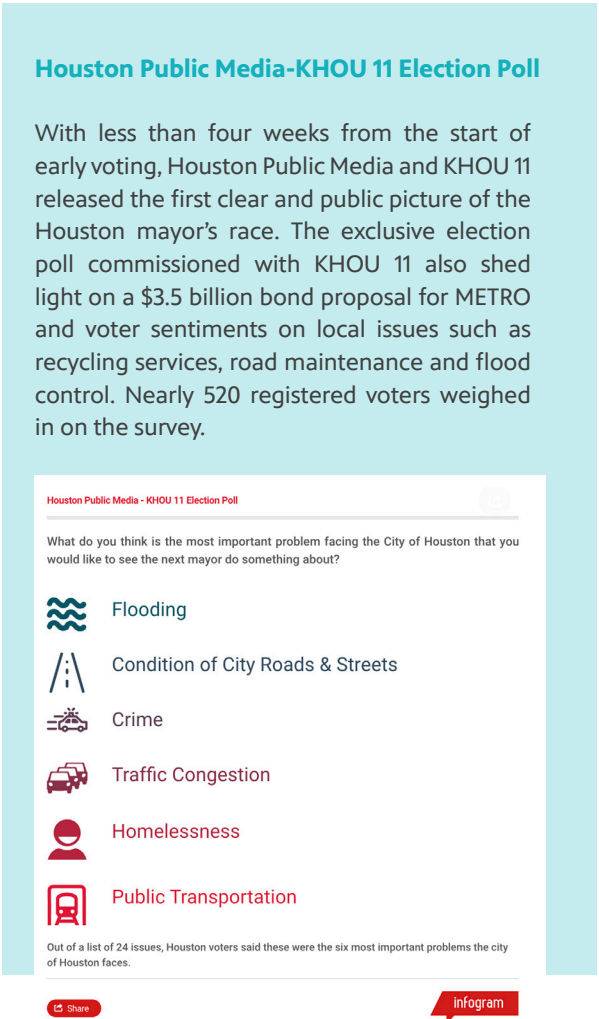 Houston Public Media-KHOU 11 Election Poll
With less than four weeks from the start of
early voting, Houston Public Media and KHOU 11
released the first clear and public picture of the
Houston mayor’s race. The exclusive election
poll commissioned with KHOU 11 also shed
light on a $3.5 billion bond proposal for METRO
and voter sentiments on local issues such as
recycling services, road maintenance and flood
control. Nearly 520 registered voters weighed
in on the survey.
Houston Public Media - KHOU 11 Election Poll
What do you think is the most important problem facing the City of Houston that you
would like to see the next mayor do something about?
Flooding
Condition of City Roads & Streets
Crime
Traffic Congestion
Homelessness
Public Transportation
Out of a list of 24 issues, Houston voters said these were the six most important problems the city
of Houston faces.
Share
infogram